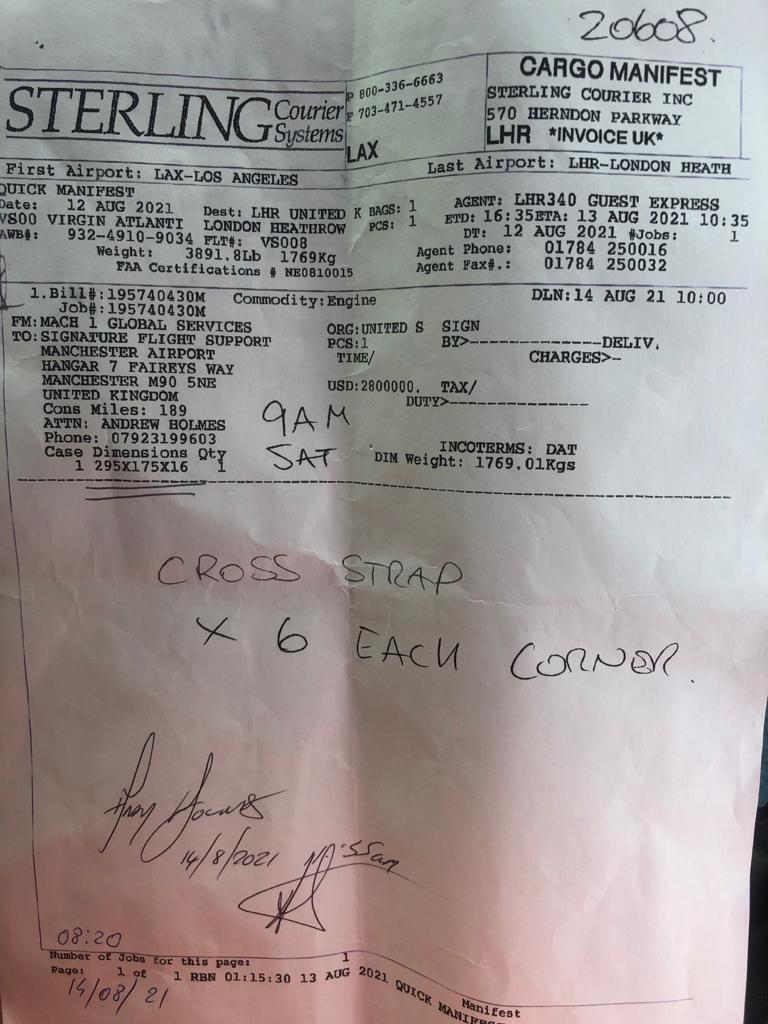 20608.
STERLING Courier Systems
P 800-336-6663
F 703-471-4557
LAX
CARGO MANIFEST
STERLING COURIER INC
570 HERNDON PARKWAY
LHR *INVOICE UK*
First Airport: LAX-LOS ANGELES Last Airport: LHR-LONDON HEATH
QUICK MANIFEST
Date: 12 AUG 2021 Dest: LHR UNITED K BAGS: 1 AGENT: LHR340 GUEST EXPRESS
VS00 VIRGIN ATLANTI LONDON HEATHROW PCS: 1 ETD: 16:35ETA: 13 AUG 2021 10:35
AWB#: 932-4910-9034 FLT#: VS008 DT: 12 AUG 2021 #Jobs: 1
Weight: 3891.8Lb 1769Kg Agent Phone: 01784 250016
FAA Certifications # NE0810015 Agent Fax#.: 01784 250032
1.Bill#:195740430M Commodity:Engine DLN:14 AUG 21 10:00
Job#:195740430M
FM:MACH 1 GLOBAL SERVICES ORG:UNITED S SIGN
TO:SIGNATURE FLIGHT SUPPORT PCS:1 BY>---------------DELIV.
MANCHESTER AIRPORT TIME/ CHARGES>-
HANGAR 7 FAIREYS WAY
MANCHESTER M90 5NE USD:2800000. TAX/
UNITED KINGDOM DUTY>---------------
Cons Miles: 189
ATTN: ANDREW HOLMES 9AM
Phone: 07923199603 INCOTERMS: DAT
Case Dimensions Qty SAT DIM Weight: 1769.01Kgs
1 295X175X16 1
CROSS STRAP
X 6 EACH CORNER.
14/8/2021
08:20
Number of Jobs for this page: 1
Page: 1 of 1 RBN 01:15:30 13 AUG 2021 QUICK MANIFEST Manifest
14/08/21